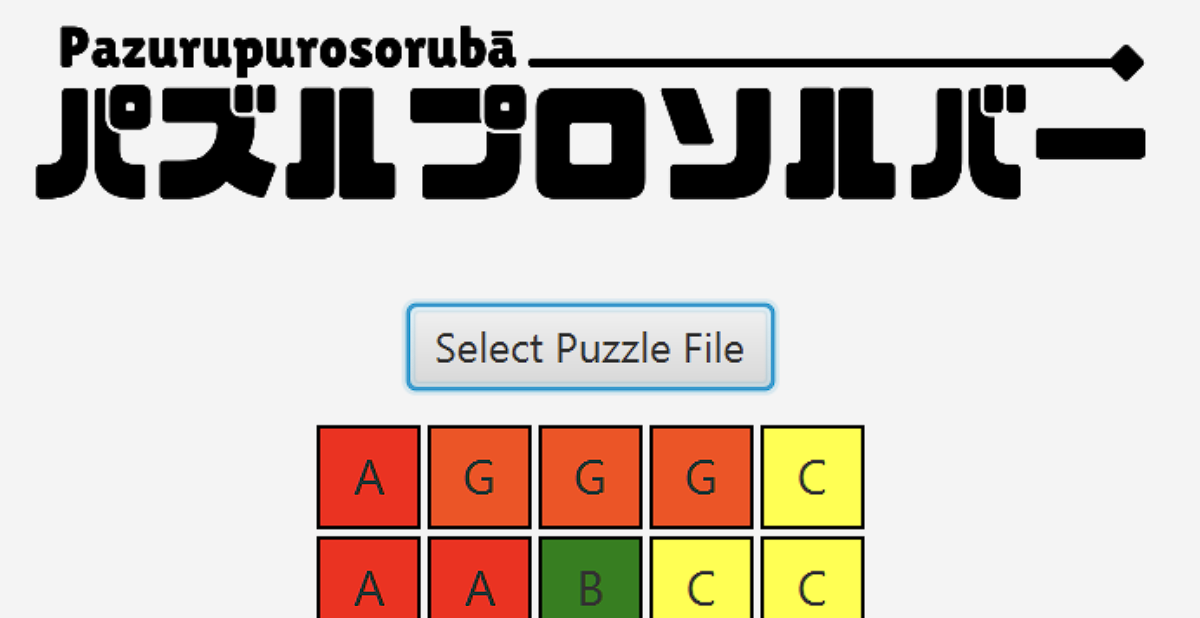 Pazurupurosorubā
パズルプロソルバー
Select Puzzle File
A G G G C
A A B C C